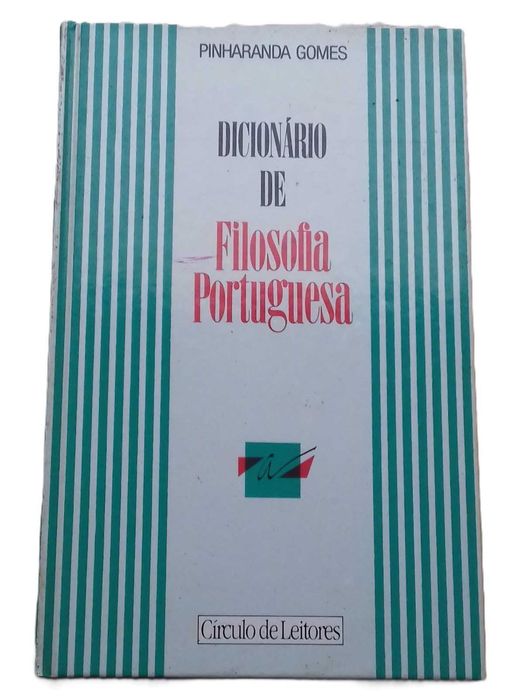 PINHARANDA GOMES
DICIONÁRIO
DE
Filosofia
Portuguesa
a
Círculo de Leitores